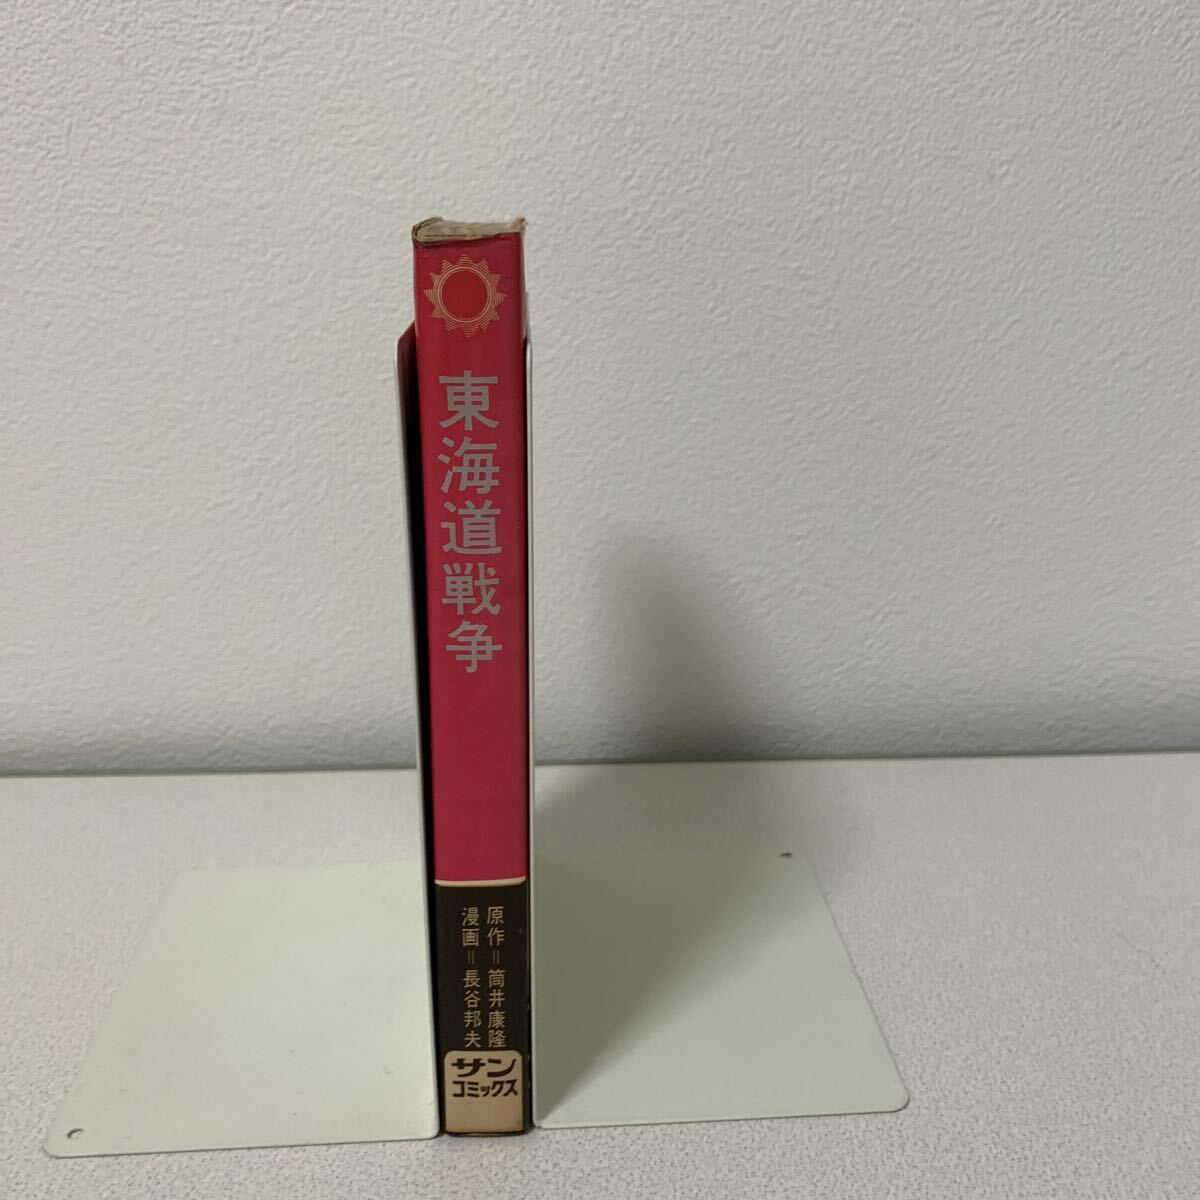 東海道戦争
原作=筒井康隆
漫画=長谷邦夫
サン
コミックス